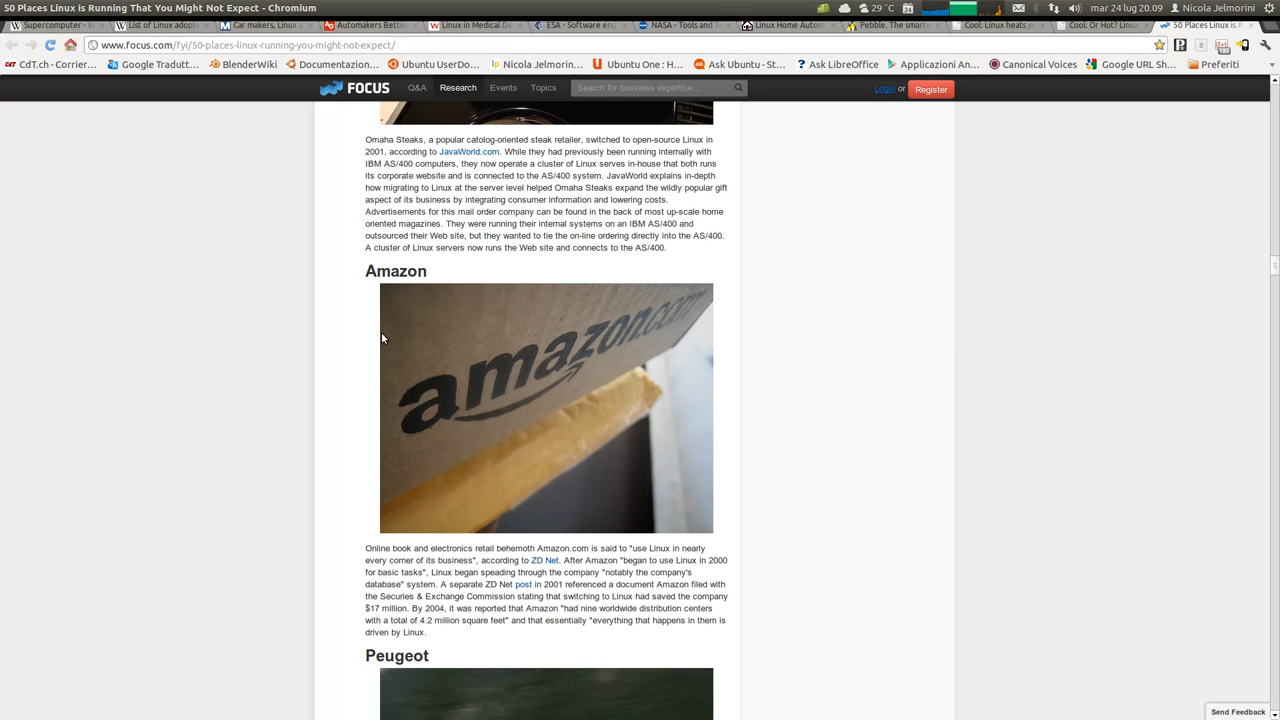 50 Places Linux is Running That You Might Not Expect - Chromium
29 °C
24
mar 24 lug 20.09
Nicola Jelmorini
Supercomputer - W
List of Linux adopt
Car makers, Linux a
Automakers Bettin
Linux in Medical De
ESA - Software eng
NASA - Tools and T
Linux Home Autom
Pebble. The smart
Cool: Linux heats y
Cool: Or Hot? Linu
50 Places Linux is R
www.focus.com/fyi/50-places-linux-running-you-might-not-expect/
CdT.ch - Corrier...
Google Tradutt...
BlenderWiki
Documentazion...
Ubuntu UserDo...
Nicola Jelmorin...
Ubuntu One : H...
Ask Ubuntu - St...
Ask LibreOffice
Applicazioni An...
Canonical Voices
Google URL Sh...
Preferiti
FOCUS
Q&A
Research
Events
Topics
Search for business expertise...
Login or
Register
Omaha Steaks, a popular catolog-oriented steak retailer, switched to open-source Linux in
2001, according to JavaWorld.com. While they had previously been running internally with
IBM AS/400 computers, they now operate a cluster of Linux serves in-house that both runs
its corporate website and is connected to the AS/400 system. JavaWorld explains in-depth
how migrating to Linux at the server level helped Omaha Steaks expand the wildly popular gift
aspect of its business by integrating consumer information and lowering costs.
Advertisements for this mail order company can be found in the back of most up-scale home
oriented magazines. They were running their internal systems on an IBM AS/400 and
outsourced their Web site, but they wanted to tie the on-line ordering directly into the AS/400.
A cluster of Linux servers now runs the Web site and connects to the AS/400.
Amazon
amazon.com
Online book and electronics retail behemoth Amazon.com is said to "use Linux in nearly
every corner of its business", according to ZD Net. After Amazon "began to use Linux in 2000
for basic tasks", Linux began speading through the company "notably the company's
database" system. A separate ZD Net post in 2001 referenced a document Amazon filed with
the Securies & Exchange Commission stating that switching to Linux had saved the company
$17 million. By 2004, it was reported that Amazon "had nine worldwide distribution centers
with a total of 4.2 million square feet" and that essentially "everything that happens in them is
driven by Linux.
Peugeot
Send Feedback